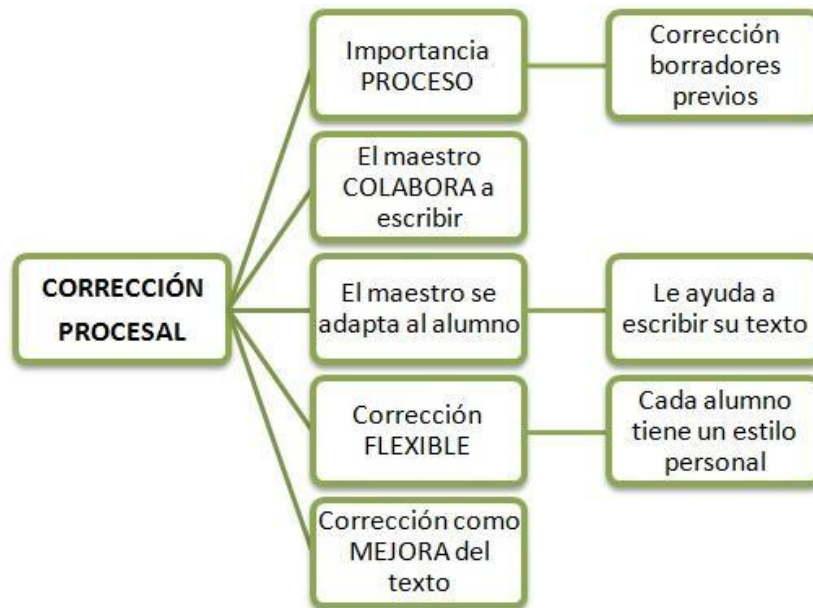 Importancia
PROCESO
Corrección
borradores
previos
El maestro
COLABORA a
escribir
CORRECCIÓN
PROCESAL
El maestro se
adapta al alumno
Le ayuda a
escribir su texto
Corrección
FLEXIBLE
Cada alumno
tiene un estilo
personal
Corrección como
MEJORA del
texto